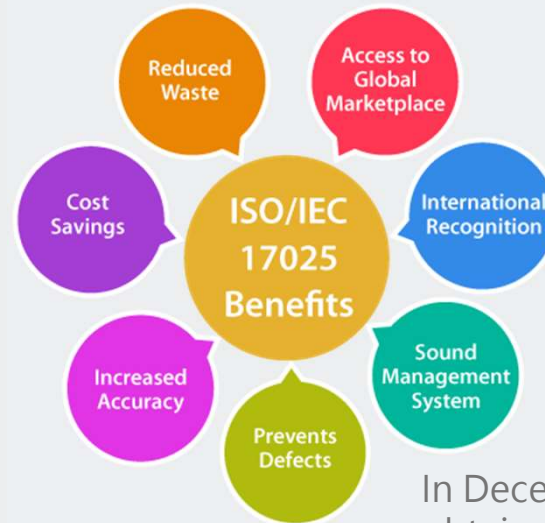 Reduced
Waste
Access to
Global
Marketplace
Cost
Savings
ISO/IEC
17025
Benefits
International
Recognition
Increased
Accuracy
Sound
Management
System
Prevents
Defects
In Dece